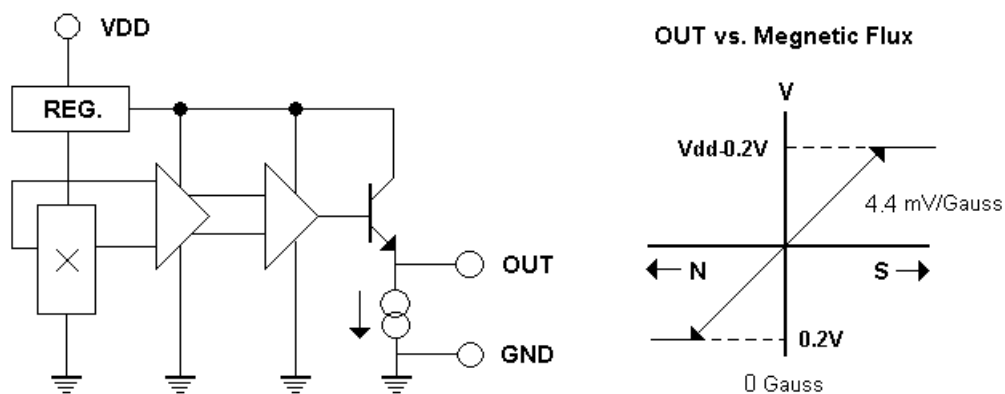 VDD
REG.
OUT
GND
OUT vs. Megnetic Flux
V
Vdd-0.2V
4.4 mV/Gauss
N
S
0.2V
0 Gauss